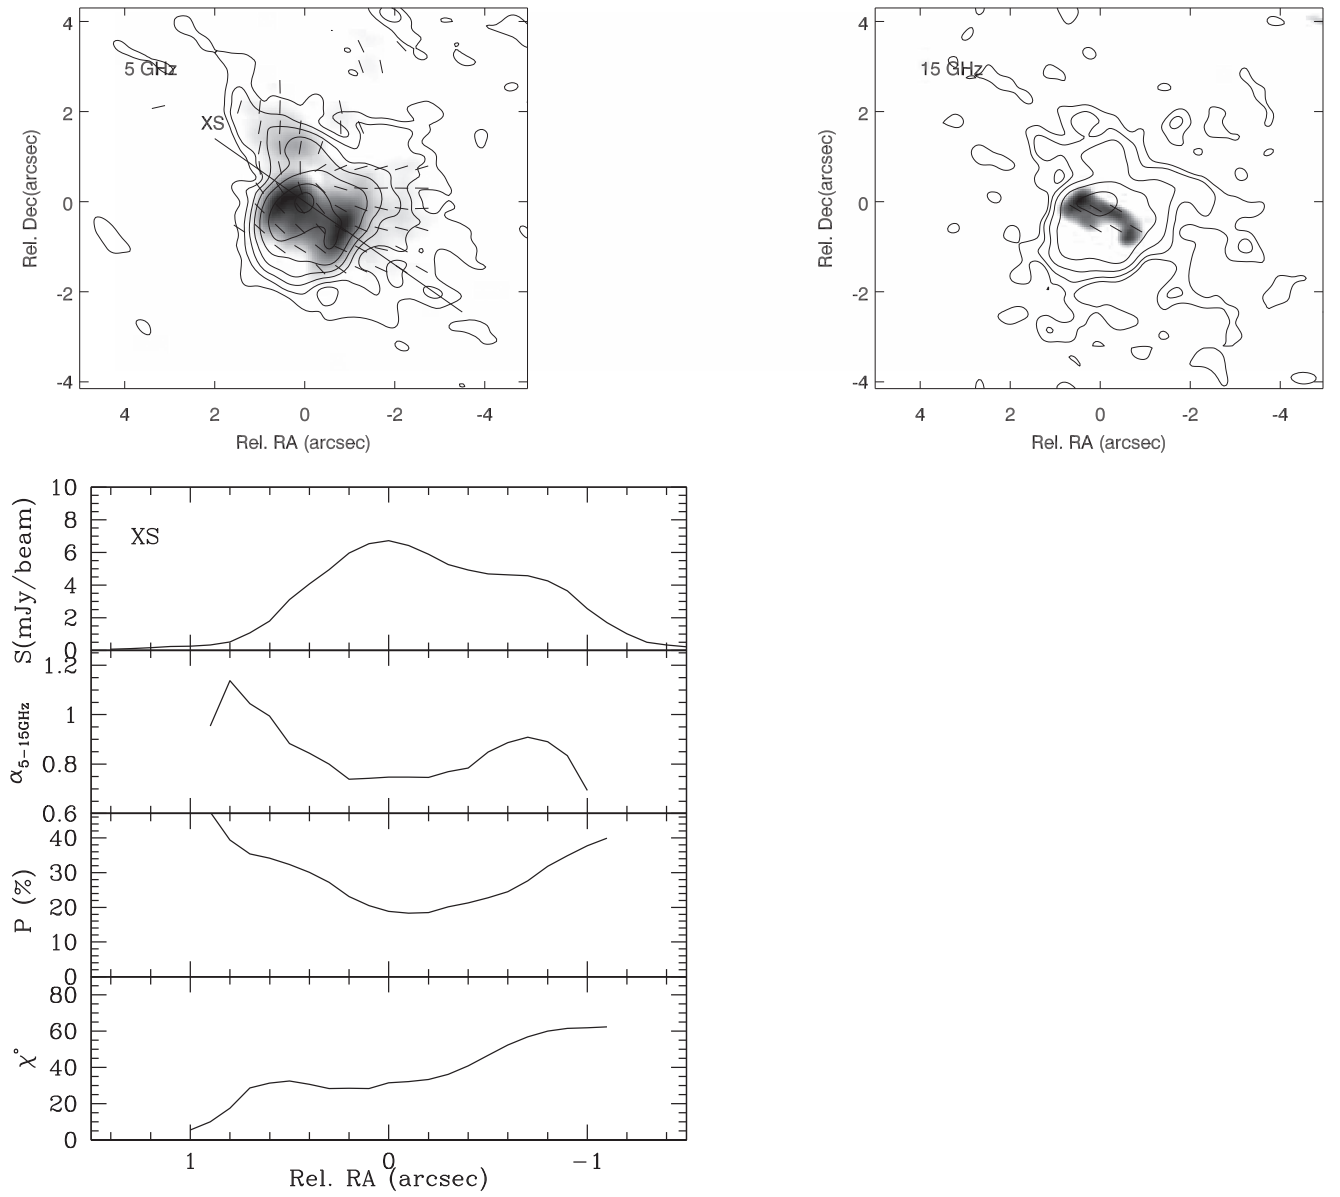 4
2
0
-2
-4
Rel. Dec(arcsec)
5 GHz
XS
4 2 0 -2 -4
Rel. RA (arcsec)
4
2
0
-2
-4
Rel. Dec(arcsec)
15 GHz
4 2 0 -2 -4
Rel. RA (arcsec)
10
8
6
4
2
0
S(mJy/beam)
XS
1.2
1
0.8
0.6
α5−15GHz
40
30
20
10
0
P (%)
80
60
40
20
0
χ°
1 0 −1
Rel. RA (arcsec)